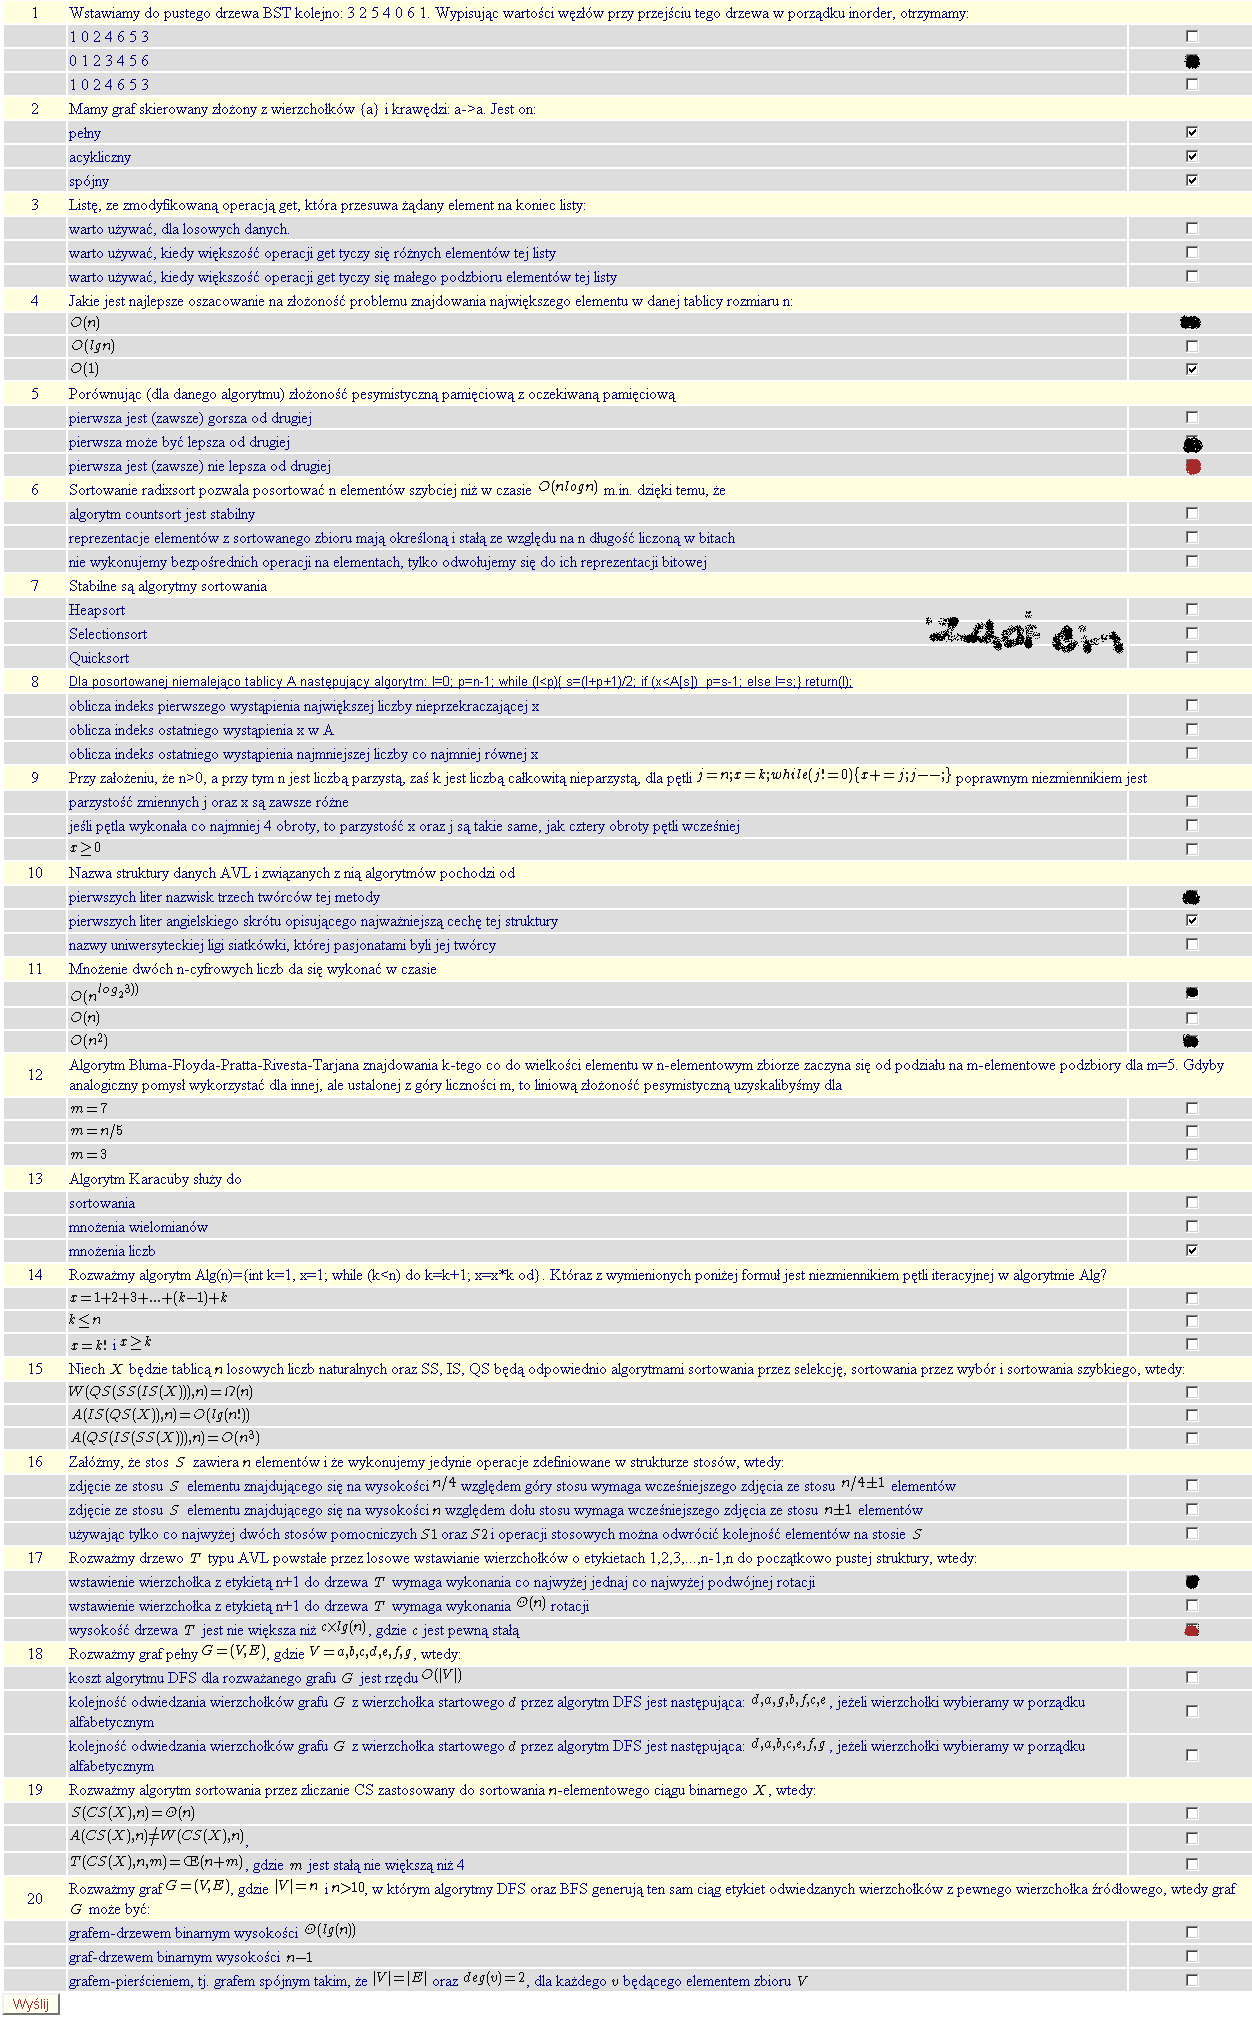 1 Wstawiamy do pustego drzewa BST kolejno: 3 2 5 4 0 6 1. Wypisując wartości węzłów przy przejściu tego drzewa w porządku inorder, otrzymamy:
1 0 2 4 6 5 3
0 1 2 3 4 5 6
1 0 2 4 6 5 3
2 Mamy graf skierowany złożony z wierzchołków {a} i krawędzi: a->a. Jest on:
pełny
acykliczny
spójny
3 Listę, ze zmodyfikowaną operacją get, która przesuwa żądany element na koniec listy:
warto używać, dla losowych danych.
warto używać, kiedy większość operacji get tyczy się różnych elementów tej listy
warto używać, kiedy większość operacji get tyczy się małego podzbioru elementów tej listy
4 Jakie jest najlepsze oszacowanie na złożoność problemu znajdowania największego elementu w danej tablicy rozmiaru n:
O(n)
O(lgn)
O(1)
5 Porównując (dla danego algorytmu) złożoność pesymistyczną pamięciową z oczekiwaną pamięciową
pierwsza jest (zawsze) gorsza od drugiej
pierwsza może być lepsza od drugiej
pierwsza jest (zawsze) nie lepsza od drugiej
6 Sortowanie radixsort pozwala posortować n elementów szybciej niż w czasie O(nlogn) m.in. dzięki temu, że
algorytm countsort jest stabilny
reprezentacje elementów z sortowanego zbioru mają określoną i stałą ze względu na n długość liczoną w bitach
nie wykonujemy bezpośrednich operacji na elementach, tylko odwołujemy się do ich reprezentacji bitowej
7 Stabilne są algorytmy sortowania
Heapsort
Selectionsort
Quicksort
8 Dla posortowanej niemalejąco tablicy A następujący algorytm: l=0; p=n-1; while (l<p){ s=(l+p+1)/2; if (x<A[s]) p=s-1; else l=s;} return(l);
oblicza indeks pierwszego wystąpienia największej liczby nieprzekraczającej x
oblicza indeks ostatniego wystąpienia x w A
oblicza indeks ostatniego wystąpienia najmniejszej liczby co najmniej równej x
9 Przy założeniu, że n>0, a przy tym n jest liczbą parzystą, zaś k jest liczbą całkowitą nieparzystą, dla pętli j=n;x=k;while(j!=0){x+=j;j--;} poprawnym niezmiennikiem jest
parzystość zmiennych j oraz x są zawsze różne
jeśli pętla wykonała co najmniej 4 obroty, to parzystość x oraz j są takie same, jak cztery obroty pętli wcześniej
x≥0
10 Nazwa struktury danych AVL i związanych z nią algorytmów pochodzi od
pierwszych liter nazwisk trzech twórców tej metody
pierwszych liter angielskiego skrótu opisującego najważniejszą cechę tej struktury
nazwy uniwersyteckiej ligi siatkówki, której pasjonatami byli jej twórcy
11 Mnożenie dwóch n-cyfrowych liczb da się wykonać w czasie
O(n^{log_2 3}))
O(n)
O(n²)
12 Algorytm Bluma-Floyda-Pratta-Rivesta-Tarjana znajdowania k-tego co do wielkości elementu w n-elementowym zbiorze zaczyna się od podziału na m-elementowe podzbiory dla m=5. Gdyby
analogiczny pomysł wykorzystać dla innej, ale ustalonej z góry liczności m, to liniową złożoność pesymistyczną uzyskalibyśmy dla
m=7
m=n/5
m=3
13 Algorytm Karacuby służy do
sortowania
mnożenia wielomianów
mnożenia liczb
14 Rozważmy algorytm Alg(n)={int k=1, x=1; while (k<n) do k=k+1; x=x*k od}. Któraz z wymienionych poniżej formuł jest niezmiennikiem pętli iteracyjnej w algorytmie Alg?
x=1+2+3+...+(k-1)+k
k≤n
x=k! i x≥k
15 Niech X będzie tablicą n losowych liczb naturalnych oraz SS, IS, QS będą odpowiednio algorytmami sortowania przez selekcję, sortowania przez wybór i sortowania szybkiego, wtedy:
W(QS(SS(IS(X))),n)=Ω(n)
A(IS(QS(X)),n)=O(lg(n!))
A(QS(IS(SS(X))),n)=O(n³)
16 Załóżmy, że stos S zawiera n elementów i że wykonujemy jedynie operacje zdefiniowane w strukturze stosów, wtedy:
zdjęcie ze stosu S elementu znajdującego się na wysokości n/4 względem góry stosu wymaga wcześniejszego zdjęcia ze stosu n/4±1 elementów
zdjęcie ze stosu S elementu znajdującego się na wysokości n względem dołu stosu wymaga wcześniejszego zdjęcia ze stosu n±1 elementów
używając tylko co najwyżej dwóch stosów pomocniczych S1 oraz S2 i operacji stosowych można odwrócić kolejność elementów na stosie S
17 Rozważmy drzewo T typu AVL powstałe przez losowe wstawianie wierzchołków o etykietach 1,2,3,...,n-1,n do początkowo pustej struktury, wtedy:
wstawienie wierzchołka z etykietą n+1 do drzewa T wymaga wykonania co najwyżej jednaj co najwyżej podwójnej rotacji
wstawienie wierzchołka z etykietą n+1 do drzewa T wymaga wykonania Θ(n) rotacji
wysokość drzewa T jest nie większa niż c×lg(n), gdzie c jest pewną stałą
18 Rozważmy graf pełny G=(V,E), gdzie V=a,b,c,d,e,f,g, wtedy:
koszt algorytmu DFS dla rozważanego grafu G jest rzędu O(|V|)
kolejność odwiedzania wierzchołków grafu G z wierzchołka startowego d przez algorytm DFS jest następująca: d,a,g,b,f,c,e, jeżeli wierzchołki wybieramy w porządku
alfabetycznym
kolejność odwiedzania wierzchołków grafu G z wierzchołka startowego d przez algorytm DFS jest następująca: d,a,b,c,e,f,g, jeżeli wierzchołki wybieramy w porządku
alfabetycznym
19 Rozważmy algorytm sortowania przez zliczanie CS zastosowany do sortowania n-elementowego ciągu binarnego X, wtedy:
S(CS(X),n)=Θ(n)
A(CS(X),n)≠W(CS(X),n),
T(CS(X),n,m)=Œ(n+m), gdzie m jest stałą nie większą niż 4
20 Rozważmy graf G=(V,E), gdzie |V|=n i n>10, w którym algorytmy DFS oraz BFS generują ten sam ciąg etykiet odwiedzanych wierzchołków z pewnego wierzchołka źródłowego, wtedy graf
G może być:
grafem-drzewem binarnym wysokości Θ(lg(n))
graf-drzewem binarnym wysokości n-1
grafem-pierścieniem, tj. grafem spójnym takim, że |V|=|E| oraz deg(v)=2, dla każdego v będącego elementem zbioru V
Wyślij